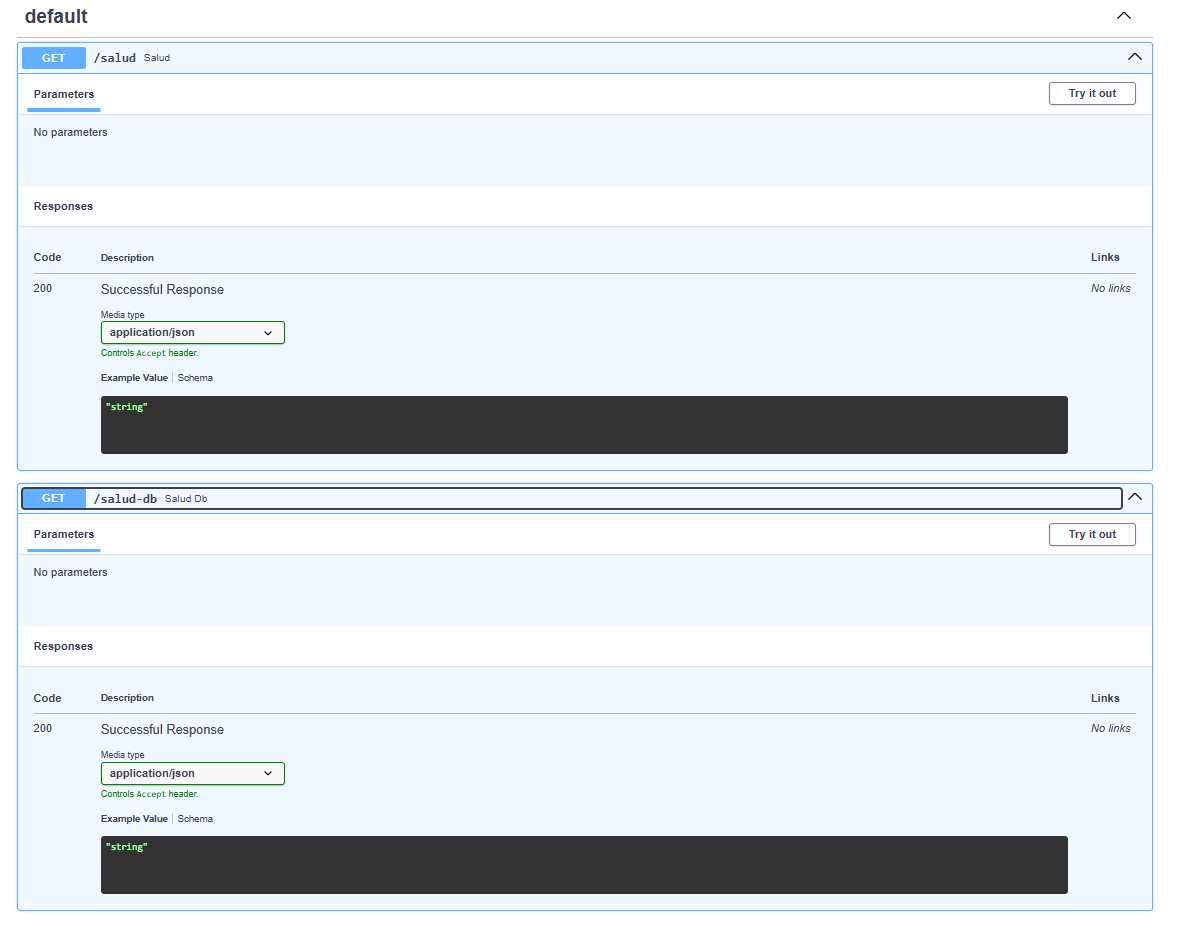 default
GET /salud Salud
Parameters Try it out
No parameters
Responses
Code Description Links
200 Successful Response No links
Media type
application/json
Controls Accept header.
Example Value Schema
"string"
GET /salud-db Salud Db
Parameters Try it out
No parameters
Responses
Code Description Links
200 Successful Response No links
Media type
application/json
Controls Accept header.
Example Value Schema
"string"